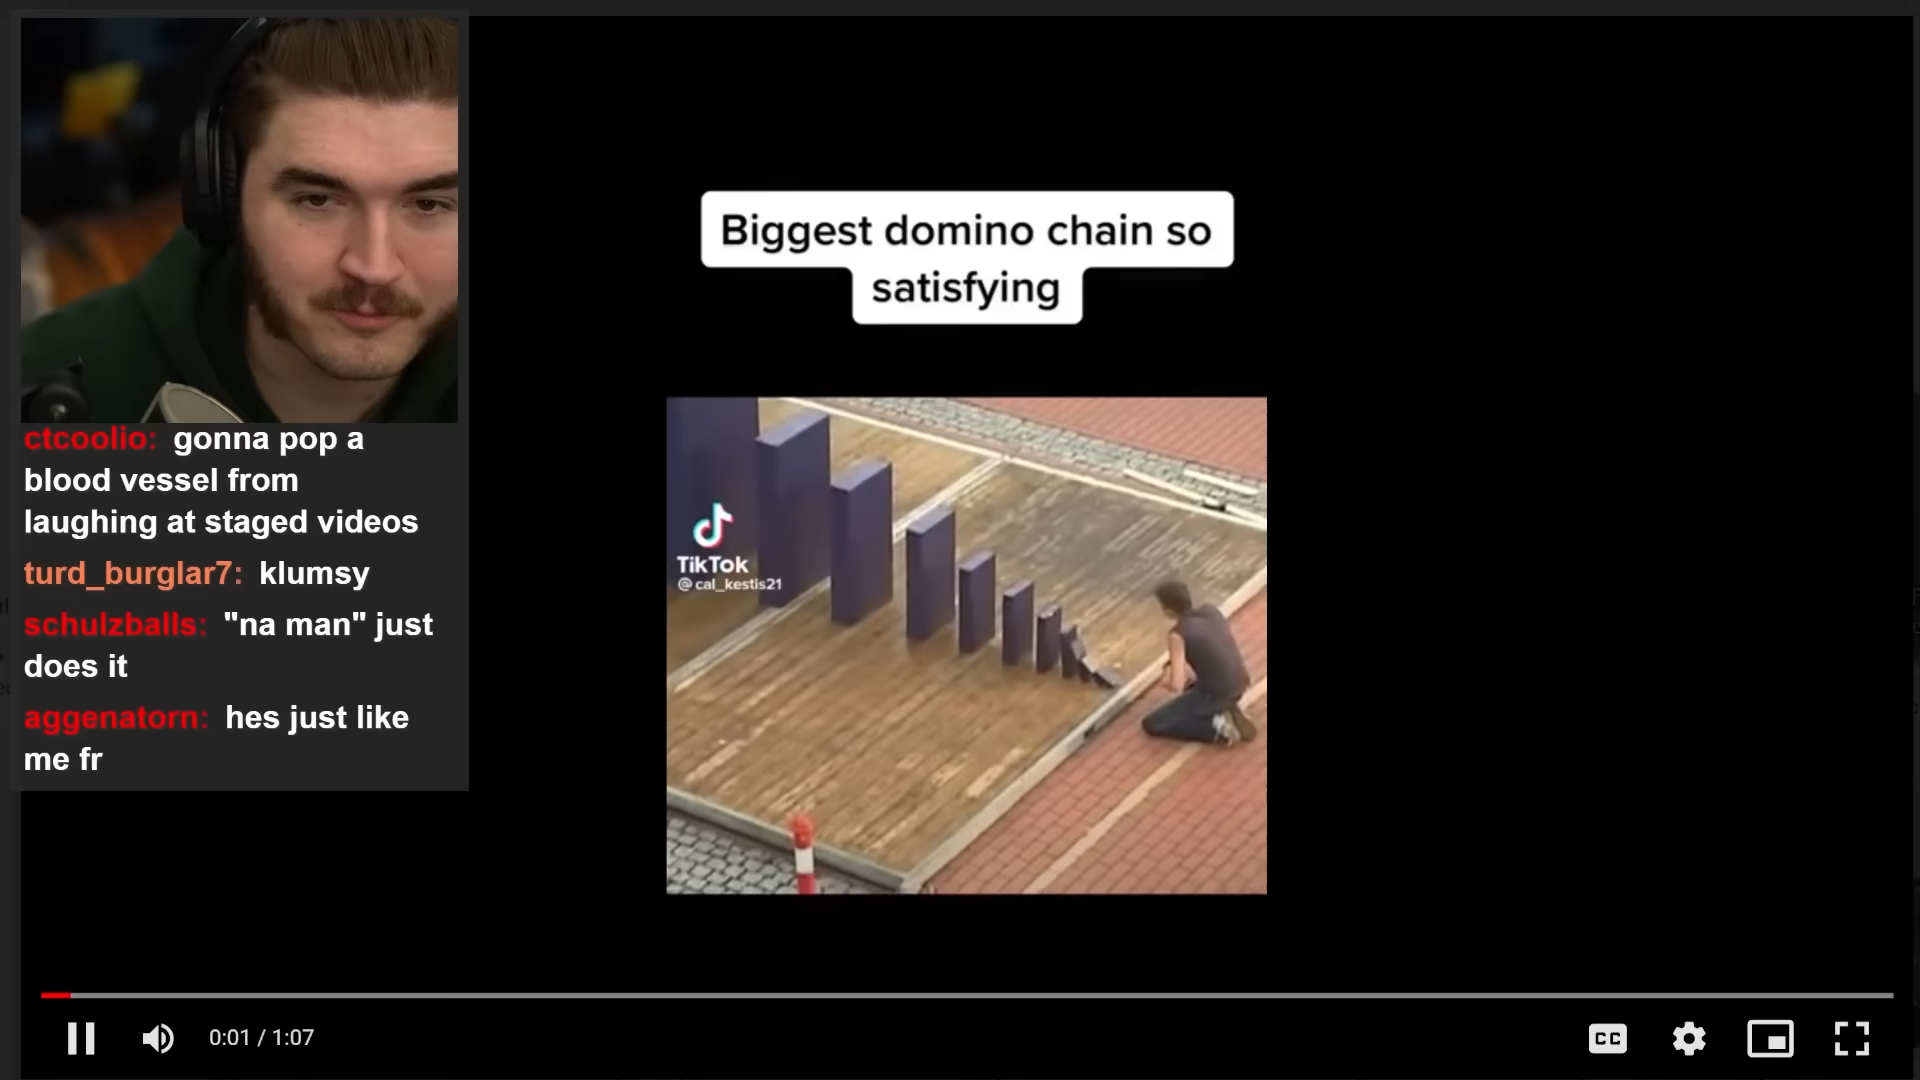 Biggest domino chain so
satisfying
TikTok
@cal_kestis21
ctcoolio: gonna pop a
blood vessel from
laughing at staged videos
turd_burglar7: klumsy
schulzballs: "na man" just
does it
aggenatorn: hes just like
me fr
0:01 / 1:07
CC